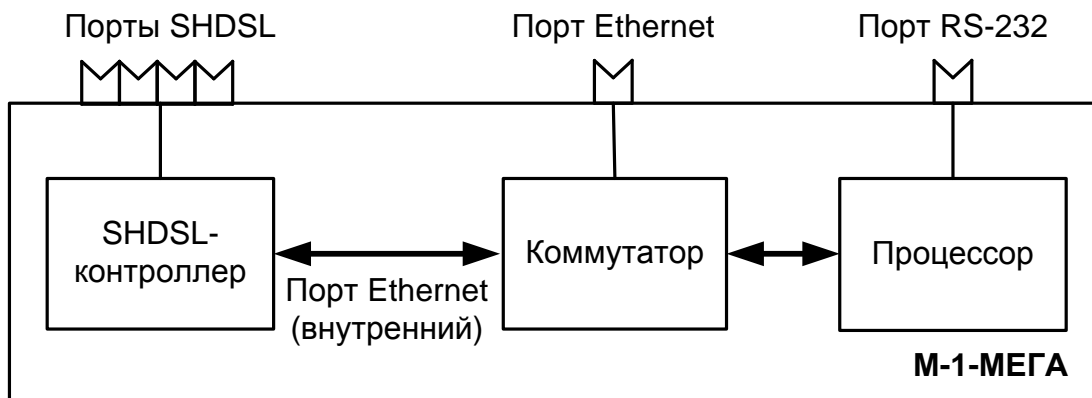 Порты SHDSL
Порт Ethernet
Порт RS-232
SHDSL-
контроллер
Коммутатор
Процессор
Порт Ethernet
(внутренний)
М-1-МЕГА